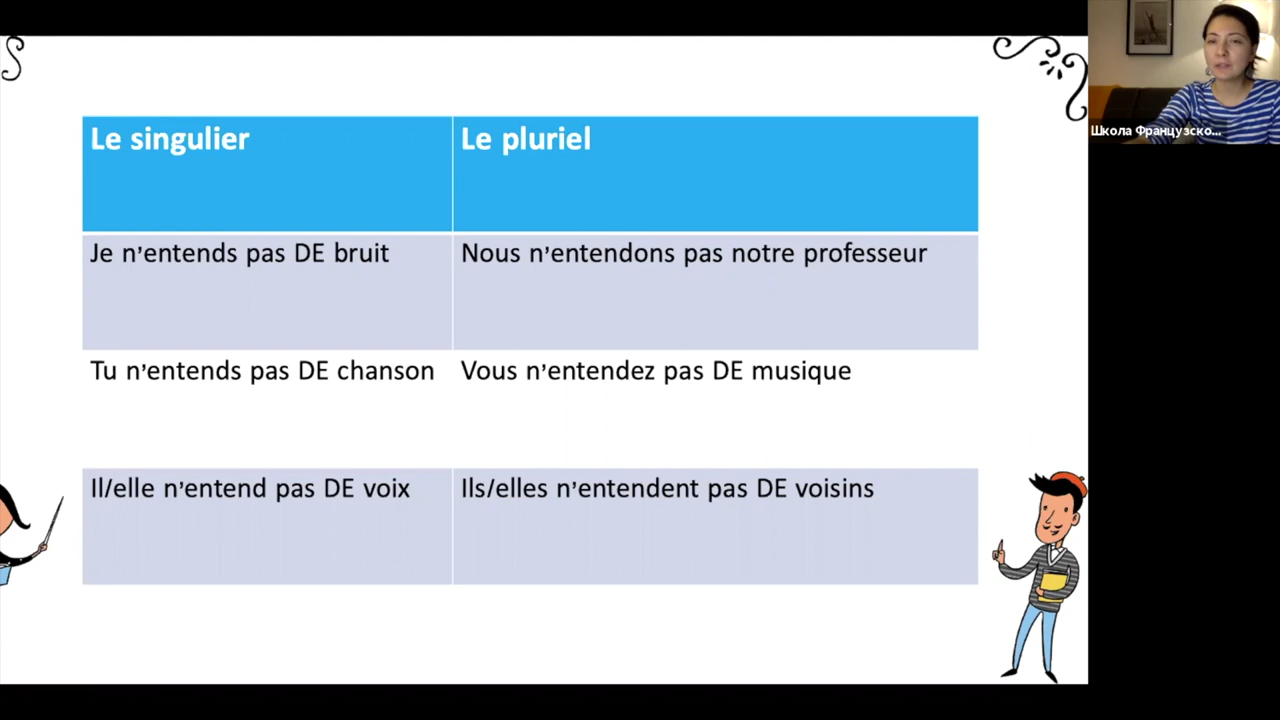 Le singulier
Le pluriel
Je n’entends pas DE bruit
Nous n’entendons pas notre professeur
Tu n’entends pas DE chanson
Vous n’entendez pas DE musique
Il/elle n’entend pas DE voix
Ils/elles n’entendent pas DE voisins
Школа Французско...